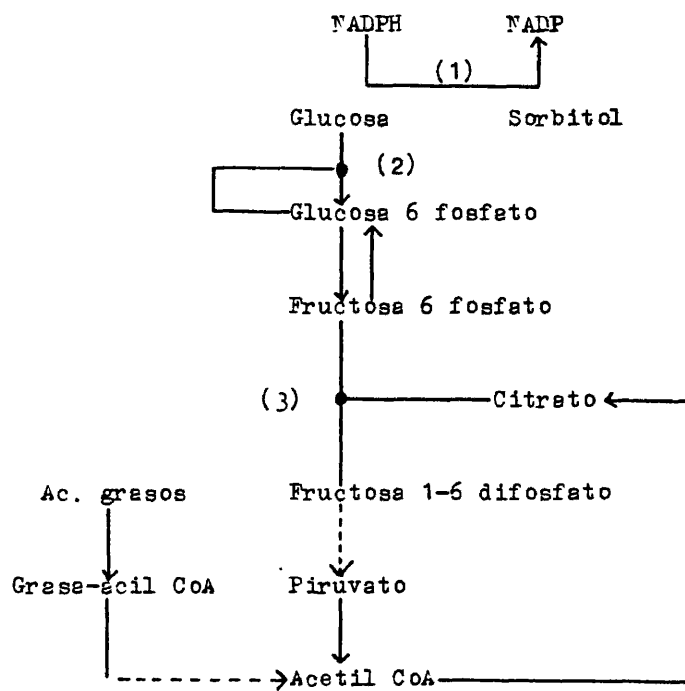 NADPH NADP
(1)
Glucosa Sorbitol
(2)
Glucosa 6 fosfato
Fructosa 6 fosfato
(3) Citrato
Ac. grasos Fructosa 1-6 difosfato
Grasa-acil CoA Piruvato
Acetil CoA